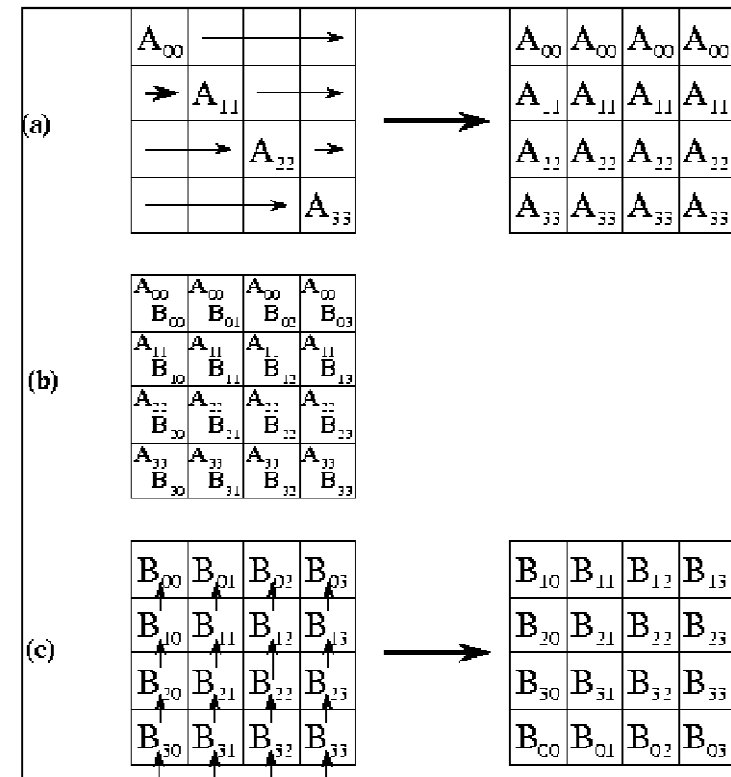 A₀₀ A₀₀ A₀₀ A₀₀ A₀₀
A₁₁ A₁₁ A₁₁ A₁₁ A₁₁
(a)
A₂₂ A₂₂ A₂₂ A₂₂ A₂₂
A₃₃ A₃₃ A₃₃ A₃₃ A₃₃
A₀₀ A₀₀ A₀₀ A₀₀
B₀₀ B₀₁ B₀₂ B₀₃
A₁₁ A₁₁ A₁₁ A₁₁
B₁₀ B₁₁ B₁₂ B₁₃
(b)
A₂₂ A₂₂ A₂₂ A₂₂
B₂₀ B₂₁ B₂₂ B₂₃
A₃₃ A₃₃ A₃₃ A₃₃
B₃₀ B₃₁ B₃₂ B₃₃
B₀₀ B₀₁ B₀₂ B₀₃ B₁₀ B₁₁ B₁₂ B₁₃
B₁₀ B₁₁ B₁₂ B₁₃ B₂₀ B₂₁ B₂₂ B₂₃
(c)
B₂₀ B₂₁ B₂₂ B₂₃ B₃₀ B₃₁ B₃₂ B₃₃
B₃₀ B₃₁ B₃₂ B₃₃ B₀₀ B₀₁ B₀₂ B₀₃